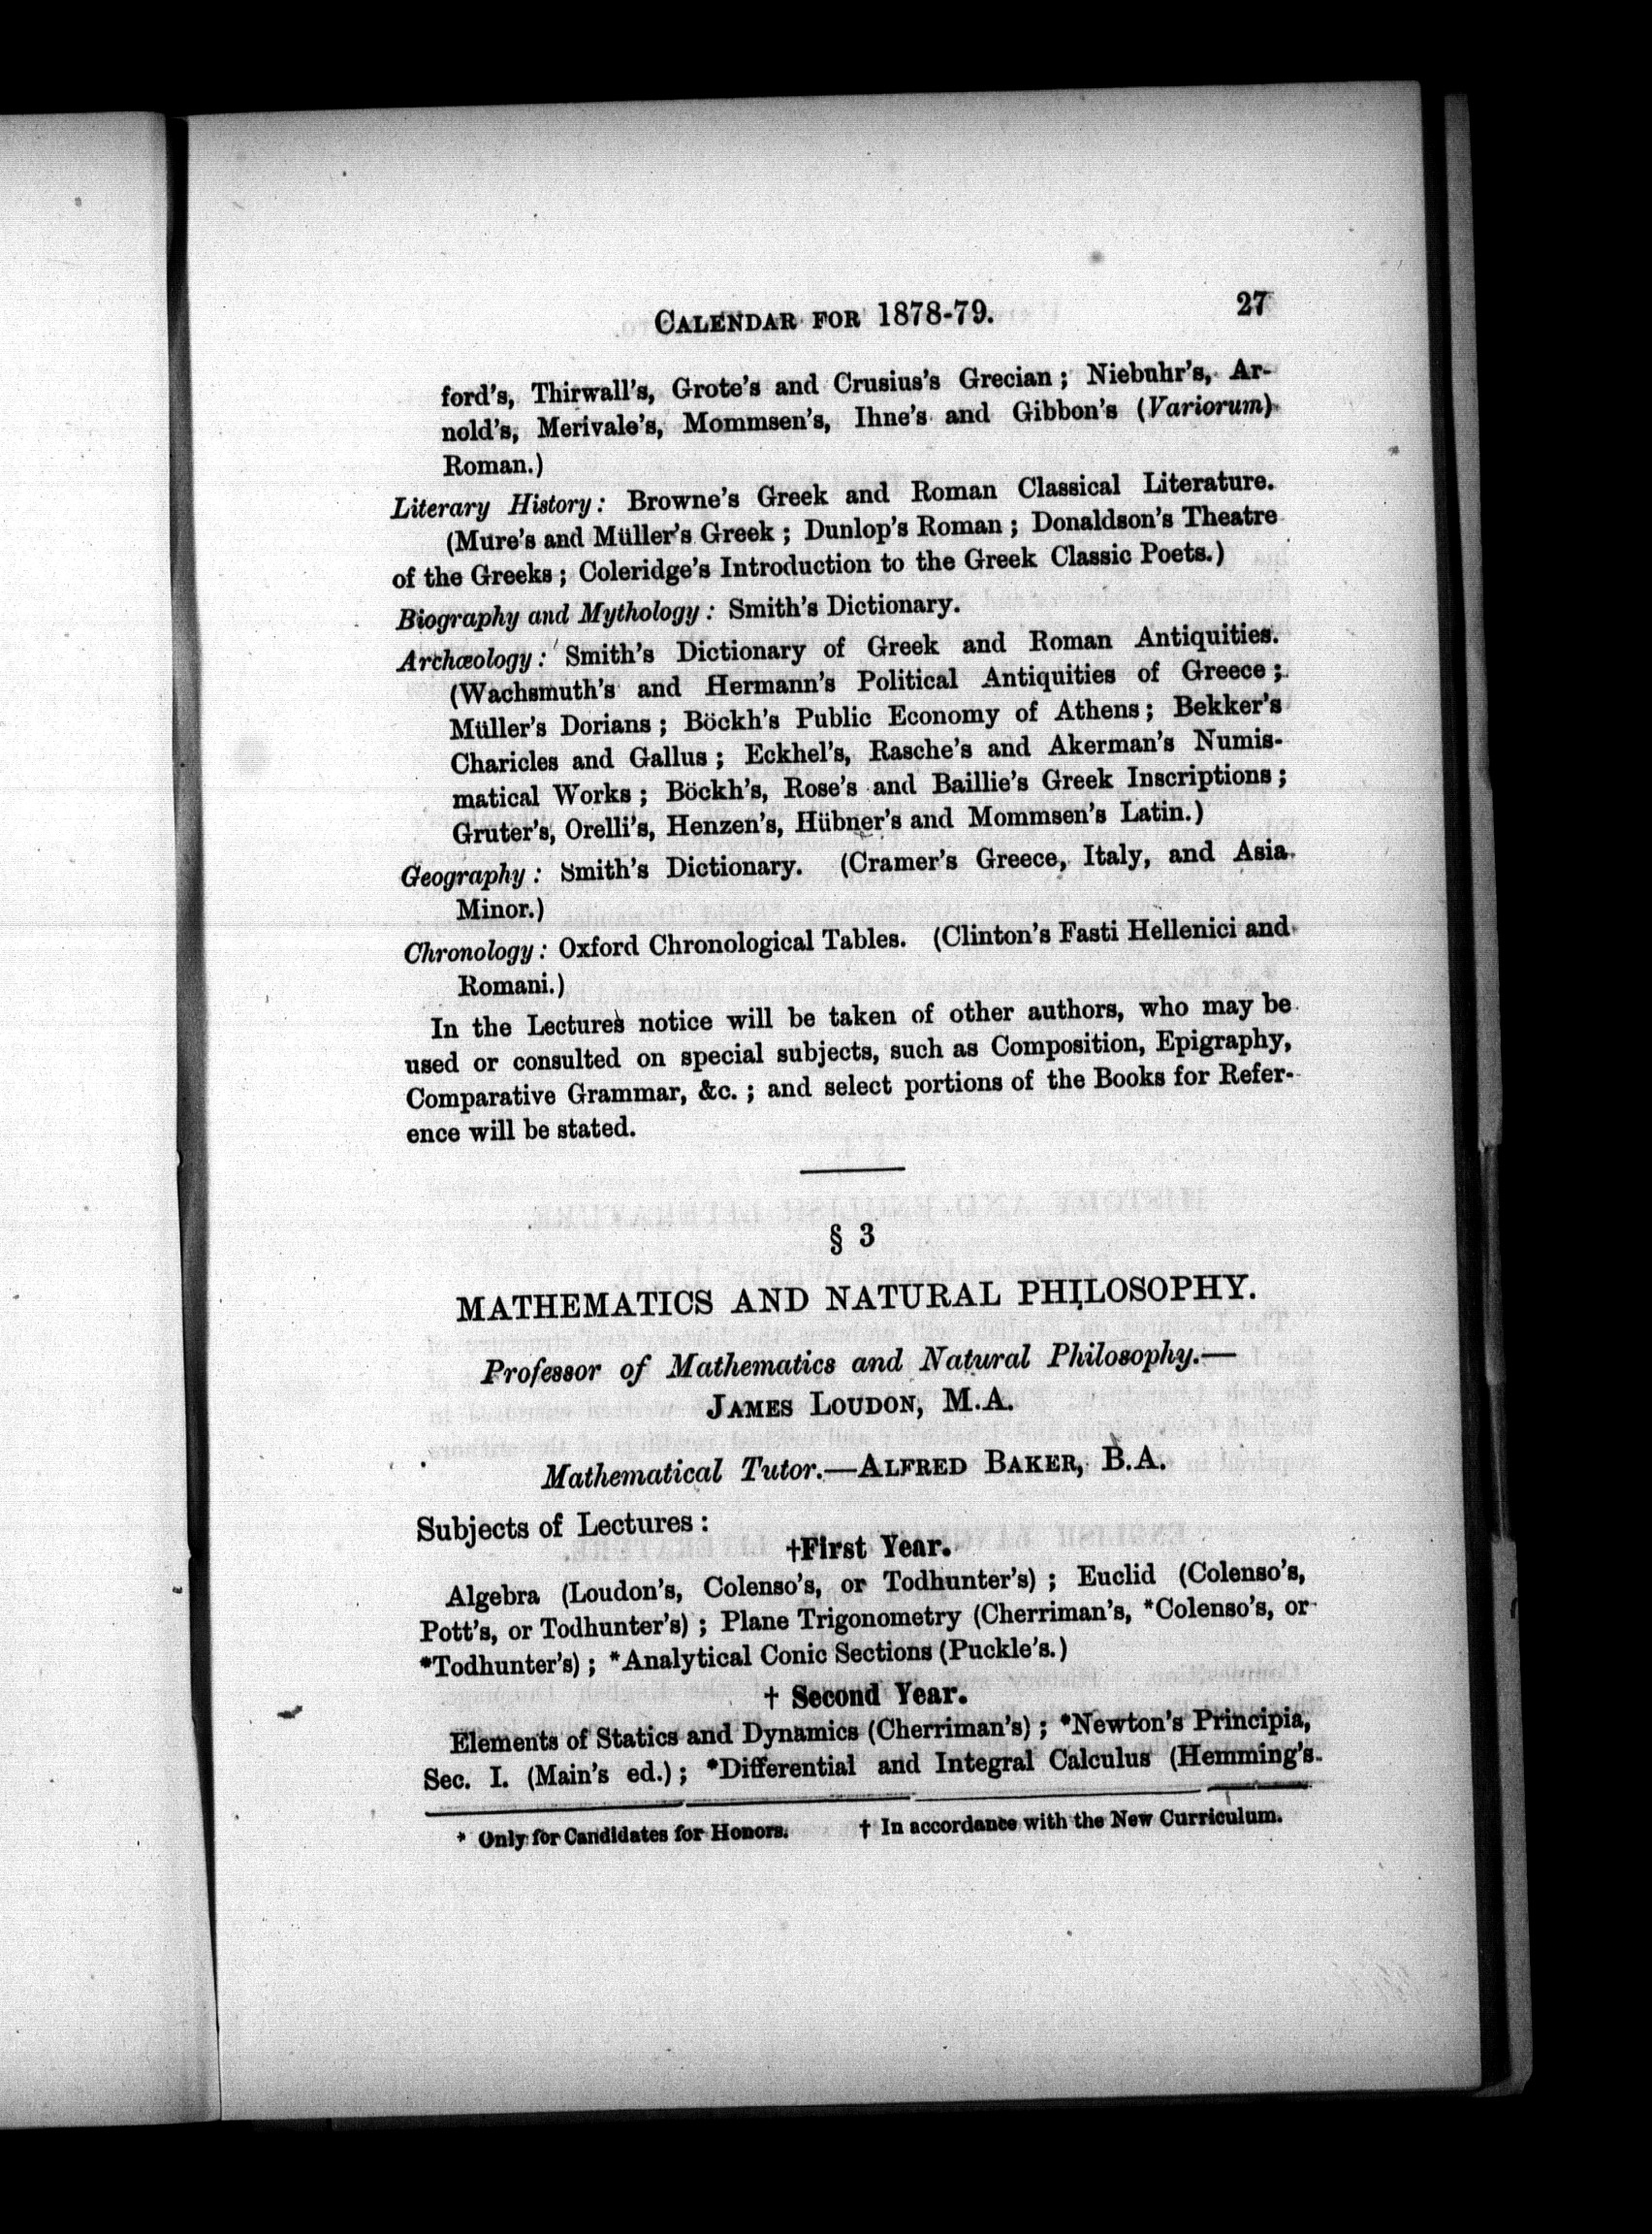 CALENDAR FOR 1878-79. 27
ford's, Thirwall's, Grote's and Crusius's Grecian; Niebuhr's, Ar-
nold's, Merivale's, Mommsen's, Ihne's and Gibbon's (Variorum)
Roman.)
Literary History: Browne's Greek and Roman Classical Literature.
(Mure's and Müller's Greek; Dunlop's Roman; Donaldson's Theatre
of the Greeks; Coleridge's Introduction to the Greek Classic Poets.)
Biography and Mythology: Smith's Dictionary.
Archæology: Smith's Dictionary of Greek and Roman Antiquities.
(Wachsmuth's and Hermann's Political Antiquities of Greece;
Müller's Dorians; Böckh's Public Economy of Athens; Bekker's
Charicles and Gallus; Eckhel's, Rasche's and Akerman's Numis-
matical Works; Böckh's, Rose's and Baillie's Greek Inscriptions;
Gruter's, Orelli's, Henzen's, Hübner's and Mommsen's Latin.)
Geography: Smith's Dictionary. (Cramer's Greece, Italy, and Asia
Minor.)
Chronology: Oxford Chronological Tables. (Clinton's Fasti Hellenici and
Romani.)
In the Lectures notice will be taken of other authors, who may be
used or consulted on special subjects, such as Composition, Epigraphy,
Comparative Grammar, &c.; and select portions of the Books for Refer-
ence will be stated.
§ 3
MATHEMATICS AND NATURAL PHILOSOPHY.
Professor of Mathematics and Natural Philosophy.—
JAMES LOUDON, M.A.
Mathematical Tutor.—ALFRED BAKER, B.A.
Subjects of Lectures:
†First Year.
Algebra (Loudon's, Colenso's, or Todhunter's); Euclid (Colenso's,
Pott's, or Todhunter's); Plane Trigonometry (Cherriman's, *Colenso's, or
*Todhunter's); *Analytical Conic Sections (Puckle's.)
† Second Year.
Elements of Statics and Dynamics (Cherriman's); *Newton's Principia,
Sec. I. (Main's ed.); *Differential and Integral Calculus (Hemming's
* Only for Candidates for Honors. † In accordance with the New Curriculum.